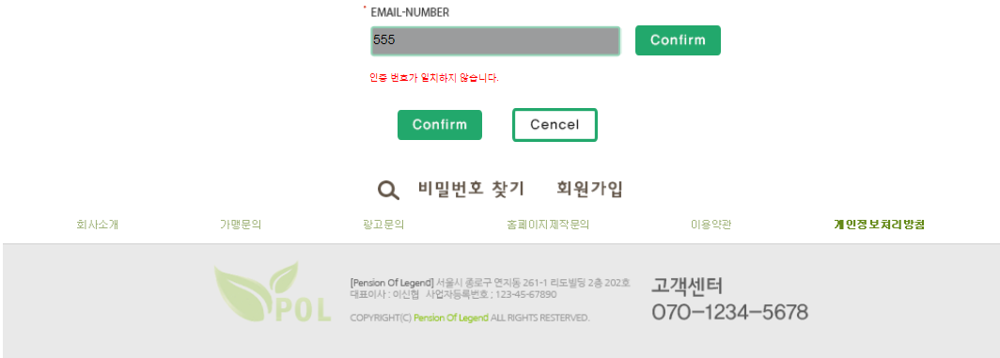 * EMAIL-NUMBER
555 Confirm
인증 번호가 일치하지 않습니다.
Confirm Cencel
비밀번호 찾기 회원가입
회사소개 가맹문의 광고문의 홈페이지제작문의 이용약관 개인정보처리방침
POL
[Pension Of Legend] 서울시 종로구 연지동 261-1 리도빌딩 2층 202호
대표이사 : 이신협 사업자등록번호 ; 123-45-67890
COPYRIGHT(C) Pension Of Legend ALL RIGHTS RESTERVED.
고객센터
070-1234-5678